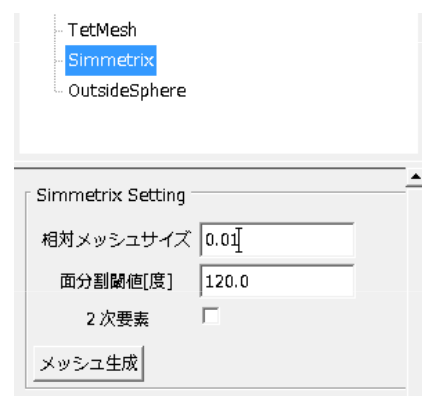 TetMesh
Simmetrix
OutsideSphere
Simmetrix Setting
相対メッシュサイズ 0.01
面分割閾値[度] 120.0
2次要素
メッシュ生成